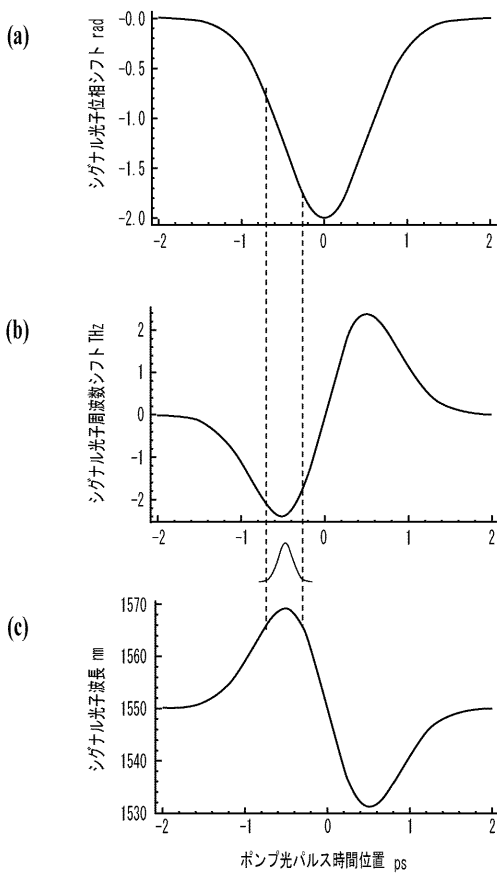 (a)
シグナル光子位相シフト rad
-0.0
-0.5
-1.0
-1.5
-2.0
-2 -1 0 1 2
(b)
シグナル光子周波数シフト THz
2
1
0
-1
-2
-2 -1 0 1 2
(c)
シグナル光子波長 nm
1570
1560
1550
1540
1530
-2 -1 0 1 2
ポンプ光パルス時間位置 ps